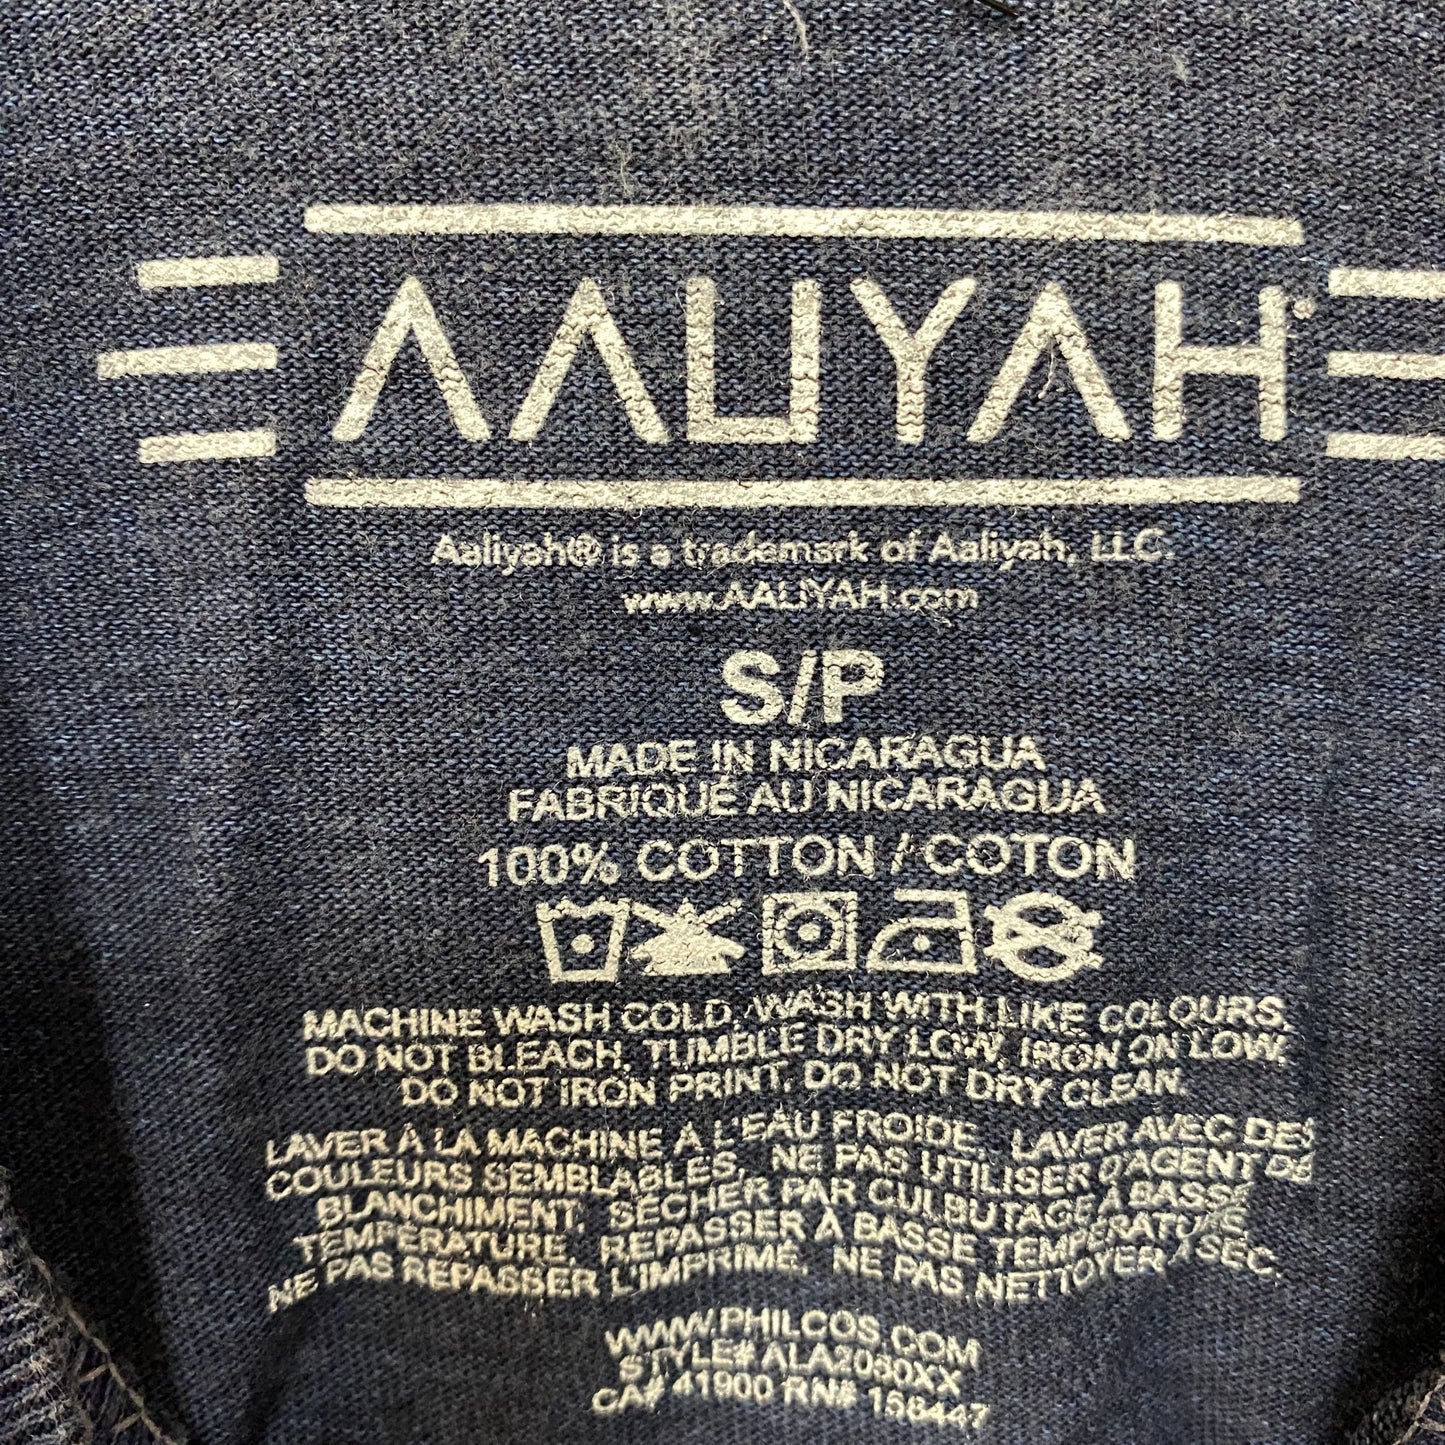 AALIYAH®
Aaliyah® is a trademark of Aaliyah, LLC.
www.AALIYAH.com
S/P
MADE IN NICARAGUA
FABRIQUÉ AU NICARAGUA
100% COTTON / COTON
MACHINE WASH COLD, WASH WITH LIKE COLOURS,
DO NOT BLEACH, TUMBLE DRY LOW, IRON ON LOW,
DO NOT IRON PRINT, DO NOT DRY CLEAN.
LAVER À LA MACHINE A L'EAU FROIDE. LAVER AVEC DES
COULEURS SEMBLABLES. NE PAS UTILISER D'AGENT DE
BLANCHIMENT. SÉCHER PAR CULBUTAGE À BASSE
TEMPÉRATURE. REPASSER À BASSE TEMPERATURE
NE PAS REPASSER L'IMPRIMÉ. NE PAS NETTOYER À SEC.
WWW.PHILCOS.COM
STYLE# ALA2050XX
CA# 41900 RN# 156447